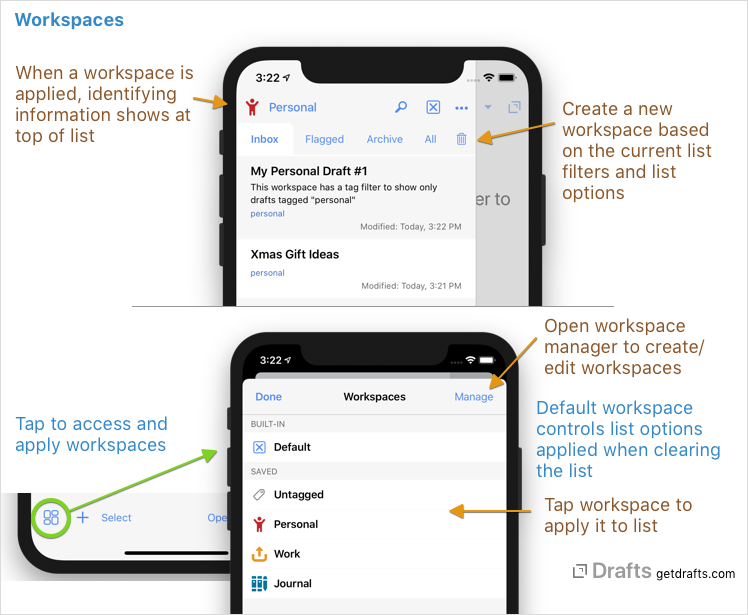 Workspaces
When a workspace is
applied, identifying
information shows at
top of list
3:22
Personal
Inbox Flagged Archive All
My Personal Draft #1
This workspace has a tag filter to show only
drafts tagged "personal"
personal
Modified: Today, 3:22 PM
Xmas Gift Ideas
personal
Modified: Today, 3:21 PM
er to
Create a new
workspace based
on the current list
filters and list
options
Open workspace
manager to create/
edit workspaces
3:22
Done Workspaces Manage
BUILT-IN
Default
SAVED
Untagged
Personal
Work
Journal
Tap to access and
apply workspaces
Select Ope
Default workspace
controls list options
applied when clearing
the list
Tap workspace to
apply it to list
Drafts getdrafts.com